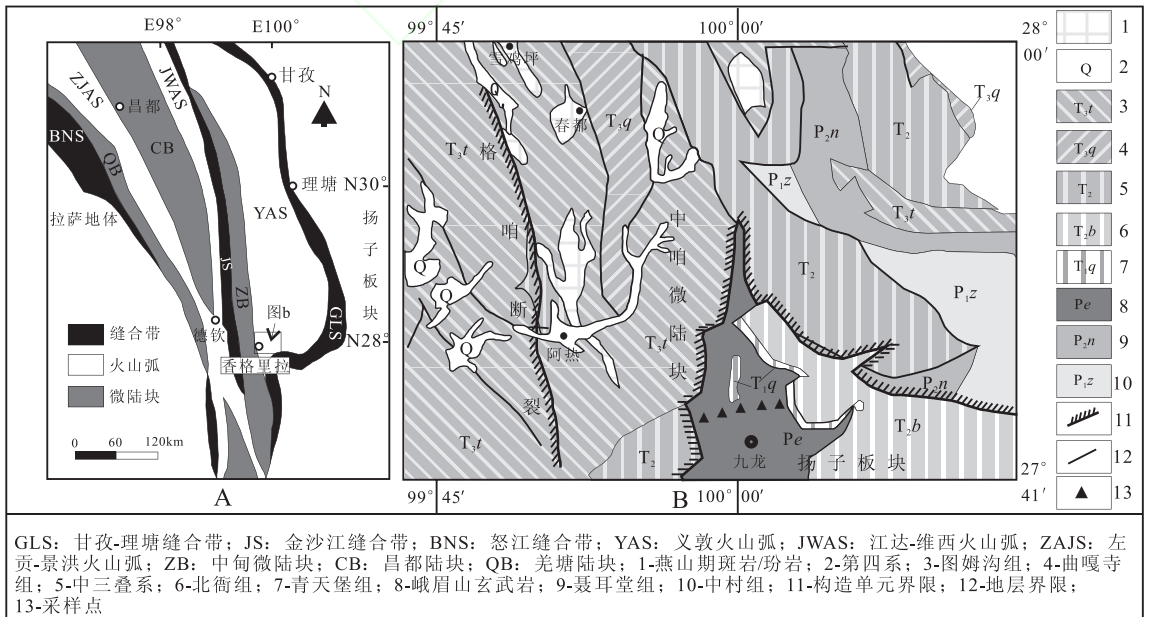 E98° E100°
甘孜
N
ZJAS
昌都
JWAS
BNS
QB
CB
理塘 N30°
拉萨地体
YAS
扬子板块
JS
ZB
图b
GLS
德钦
N28°
香格里拉
缝合带
火山弧
微陆块
0 60 120km
A
99° 45′ 100° 00′ 28° 00′
雪鸡坪
Q
春都
T₃q
Q
T₃t
格咱断裂
P₂n
T₂
T₃q
P₁z
T₃t
中咱微陆块
Q
Q
T₂
P₁z
Q
阿热
T₃t
T₁q
P₂n
T₃t
T₂
Pe
T₂b
九龙
扬子板块
27° 41′
99° 45′ 100° 00′
B
1
Q 2
T₃t 3
T₃q 4
T₂ 5
T₂b 6
T₁q 7
Pe 8
P₂n 9
P₁z 10
11
12
13
GLS：甘孜-理塘缝合带；JS：金沙江缝合带；BNS：怒江缝合带；YAS：义敦火山弧；JWAS：江达-维西火山弧；ZAJS：左
贡-景洪火山弧；ZB：中甸微陆块；CB：昌都陆块；QB：羌塘陆块；1-燕山期斑岩/玢岩；2-第四系；3-图姆沟组；4-曲嘎寺
组；5-中三叠系；6-北衙组；7-青天堡组；8-峨眉山玄武岩；9-聂耳堂组；10-中村组；11-构造单元界限；12-地层界限；
13-采样点